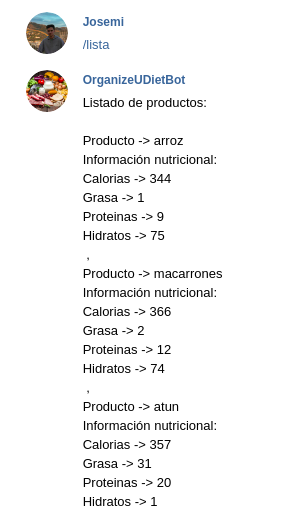 Josemi
/lista
OrganizeUDietBot
Listado de productos:
Producto -> arroz
Información nutricional:
Calorias -> 344
Grasa -> 1
Proteinas -> 9
Hidratos -> 75
,
Producto -> macarrones
Información nutricional:
Calorias -> 366
Grasa -> 2
Proteinas -> 12
Hidratos -> 74
,
Producto -> atun
Información nutricional:
Calorias -> 357
Grasa -> 31
Proteinas -> 20
Hidratos -> 1